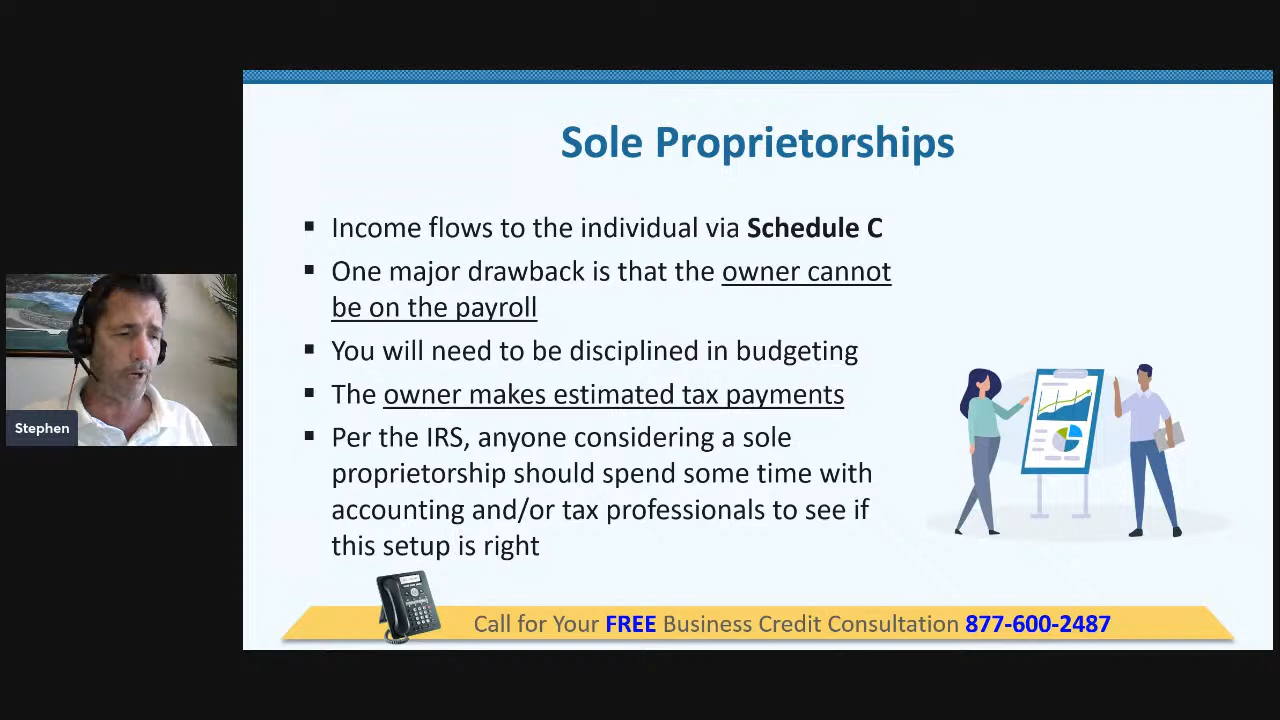 Sole Proprietorships
▪ Income flows to the individual via Schedule C
▪ One major drawback is that the owner cannot
be on the payroll
▪ You will need to be disciplined in budgeting
▪ The owner makes estimated tax payments
▪ Per the IRS, anyone considering a sole
proprietorship should spend some time with
accounting and/or tax professionals to see if
this setup is right
Stephen
Call for Your FREE Business Credit Consultation 877-600-2487